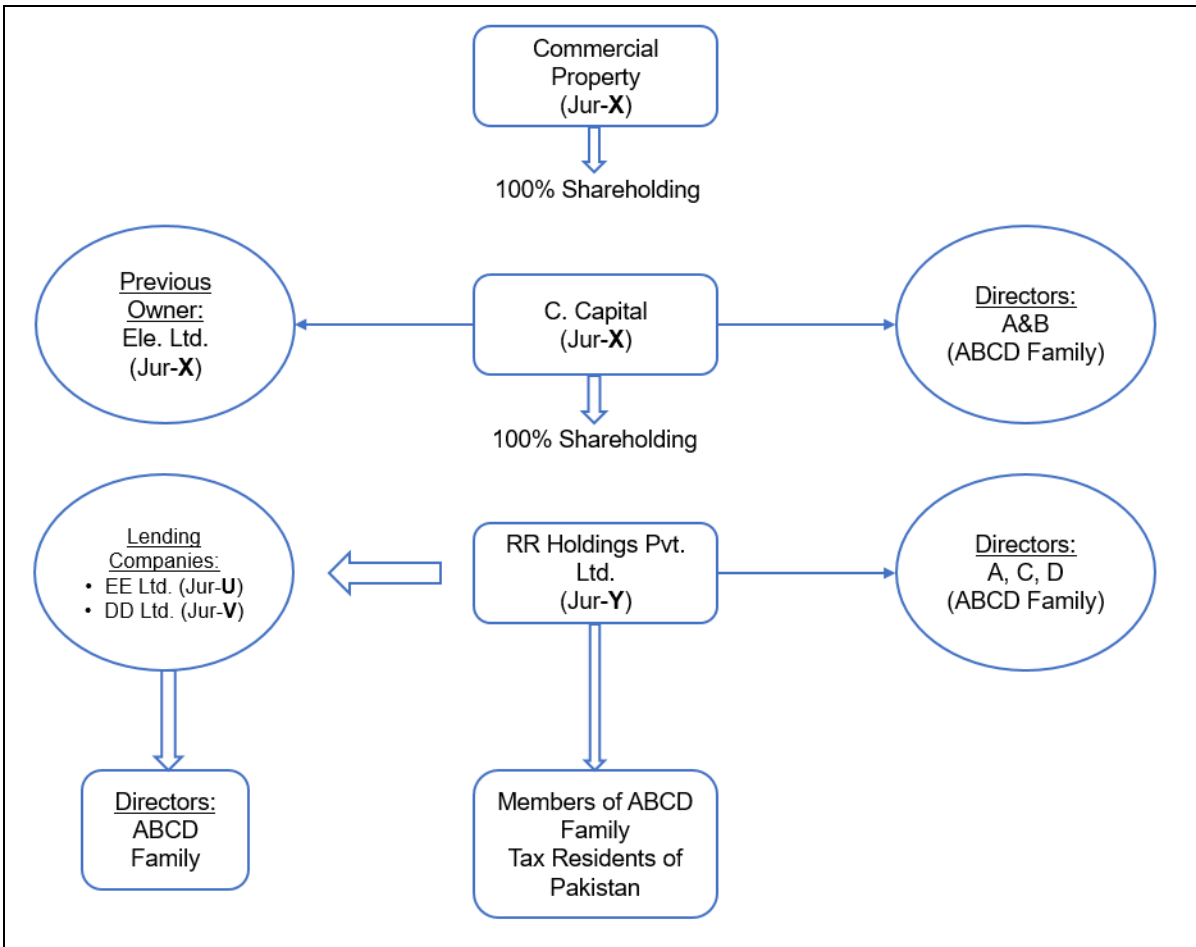 Commercial
Property
(Jur-X)
100% Shareholding
Previous
Owner:
Ele. Ltd.
(Jur-X)
C. Capital
(Jur-X)
Directors:
A&B
(ABCD Family)
100% Shareholding
Lending
Companies:
• EE Ltd. (Jur-U)
• DD Ltd. (Jur-V)
RR Holdings Pvt.
Ltd.
(Jur-Y)
Directors:
A, C, D
(ABCD Family)
Directors:
ABCD
Family
Members of ABCD
Family
Tax Residents of
Pakistan